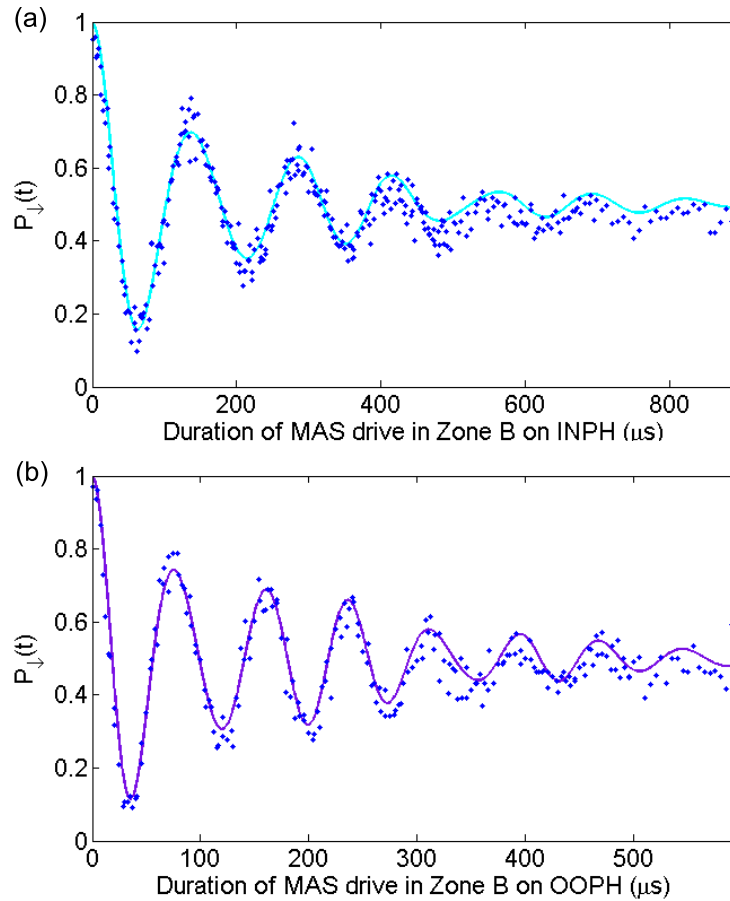 (a)
1
0.8
0.6
0.4
0.2
0
P↓(t)
0 200 400 600 800
Duration of MAS drive in Zone B on INPH (μs)
(b)
1
0.8
0.6
0.4
0.2
0
P↓(t)
0 100 200 300 400 500
Duration of MAS drive in Zone B on OOPH (μs)